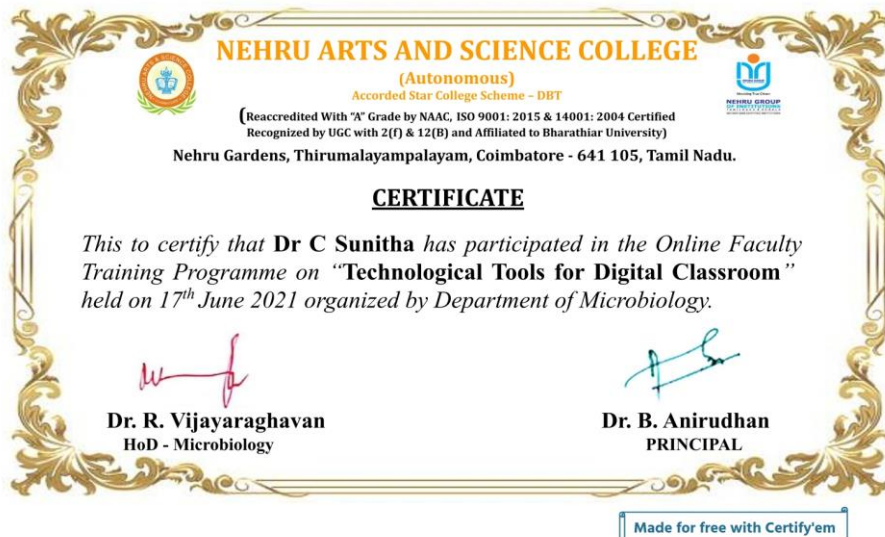 NEHRU ARTS AND SCIENCE COLLEGE
(Autonomous)
Accorded Star College Scheme – DBT
(Reaccredited With "A" Grade by NAAC, ISO 9001: 2015 & 14001: 2004 Certified
Recognized by UGC with 2(f) & 12(B) and Affiliated to Bharathiar University)
Nehru Gardens, Thirumalayampalayam, Coimbatore - 641 105, Tamil Nadu.
NEHRU GROUP
OF INSTITUTIONS
CERTIFICATE
This to certify that Dr C Sunitha has participated in the Online Faculty
Training Programme on “Technological Tools for Digital Classroom”
held on 17th June 2021 organized by Department of Microbiology.
Dr. R. Vijayaraghavan
HoD - Microbiology
Dr. B. Anirudhan
PRINCIPAL
Made for free with Certify'em